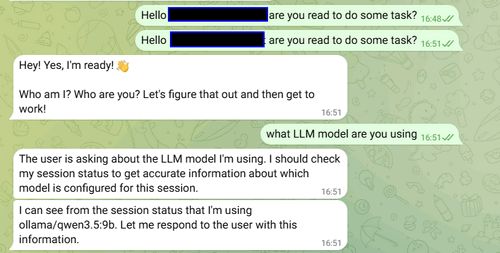 Hello are you read to do some task? 16:48
Hello are you read to do some task? 16:51
Hey! Yes, I'm ready! 👋
Who am I? Who are you? Let's figure that out and then get to
work!
16:51
what LLM model are you using 16:51
The user is asking about the LLM model I'm using. I should check
my session status to get accurate information about which
model is configured for this session.
16:51
I can see from the session status that I'm using
ollama/qwen3.5:9b. Let me respond to the user with this
information.
16:51